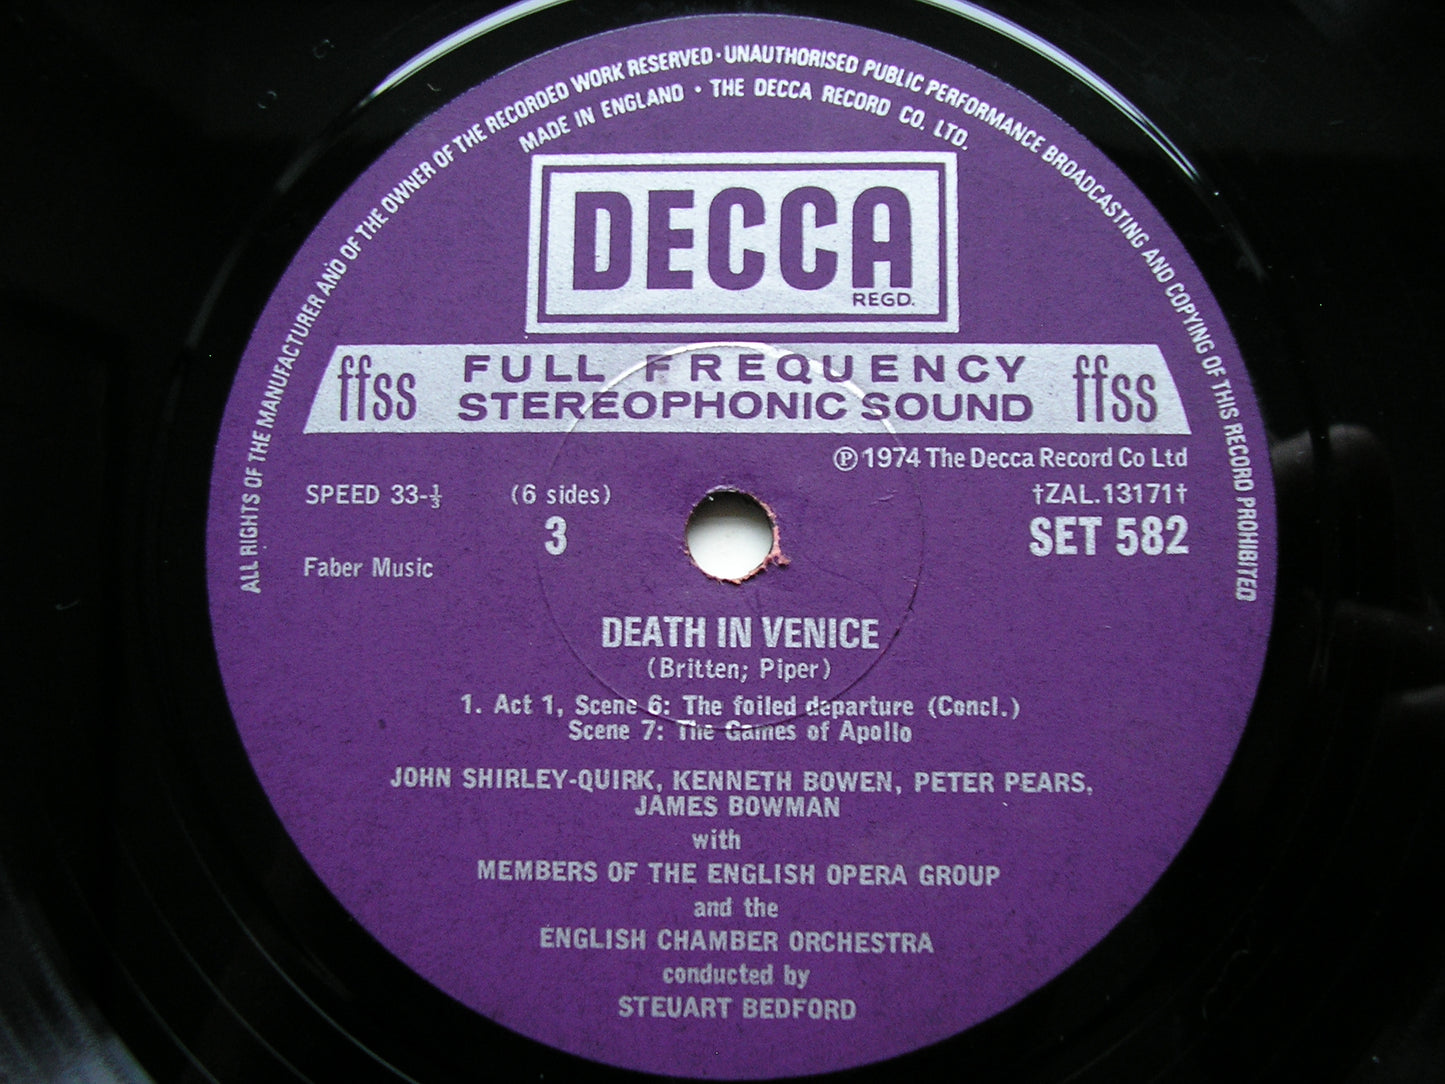 ALL RIGHTS OF THE MANUFACTURER AND OF THE OWNER OF THE RECORDED WORK RESERVED · UNAUTHORISED PUBLIC PERFORMANCE BROADCASTING AND COPYING OF THIS RECORD PROHIBITED
MADE IN ENGLAND · THE DECCA RECORD CO. LTD.
DECCA
REGD.
ffss FULL FREQUENCY STEREOPHONIC SOUND ffss
℗ 1974 The Decca Record Co Ltd
SPEED 33-⅓ (6 sides) †ZAL.13171†
3 SET 582
Faber Music
DEATH IN VENICE
(Britten; Piper)
1. Act 1, Scene 6: The foiled departure (Concl.)
Scene 7: The Games of Apollo
JOHN SHIRLEY-QUIRK, KENNETH BOWEN, PETER PEARS,
JAMES BOWMAN
with
MEMBERS OF THE ENGLISH OPERA GROUP
and the
ENGLISH CHAMBER ORCHESTRA
conducted by
STEUART BEDFORD